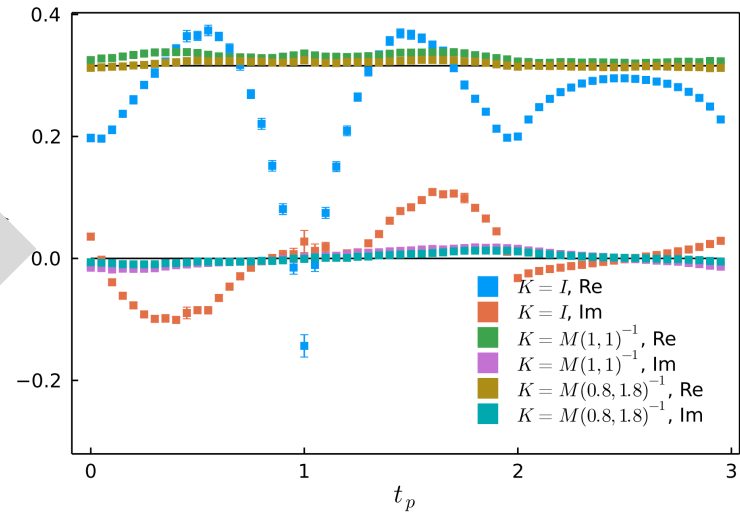 0.4
0.2
0.0
−0.2
0
1
2
3
t_p
K = I, Re
K = I, Im
K = M(1, 1)^{−1}, Re
K = M(1, 1)^{−1}, Im
K = M(0.8, 1.8)^{−1}, Re
K = M(0.8, 1.8)^{−1}, Im